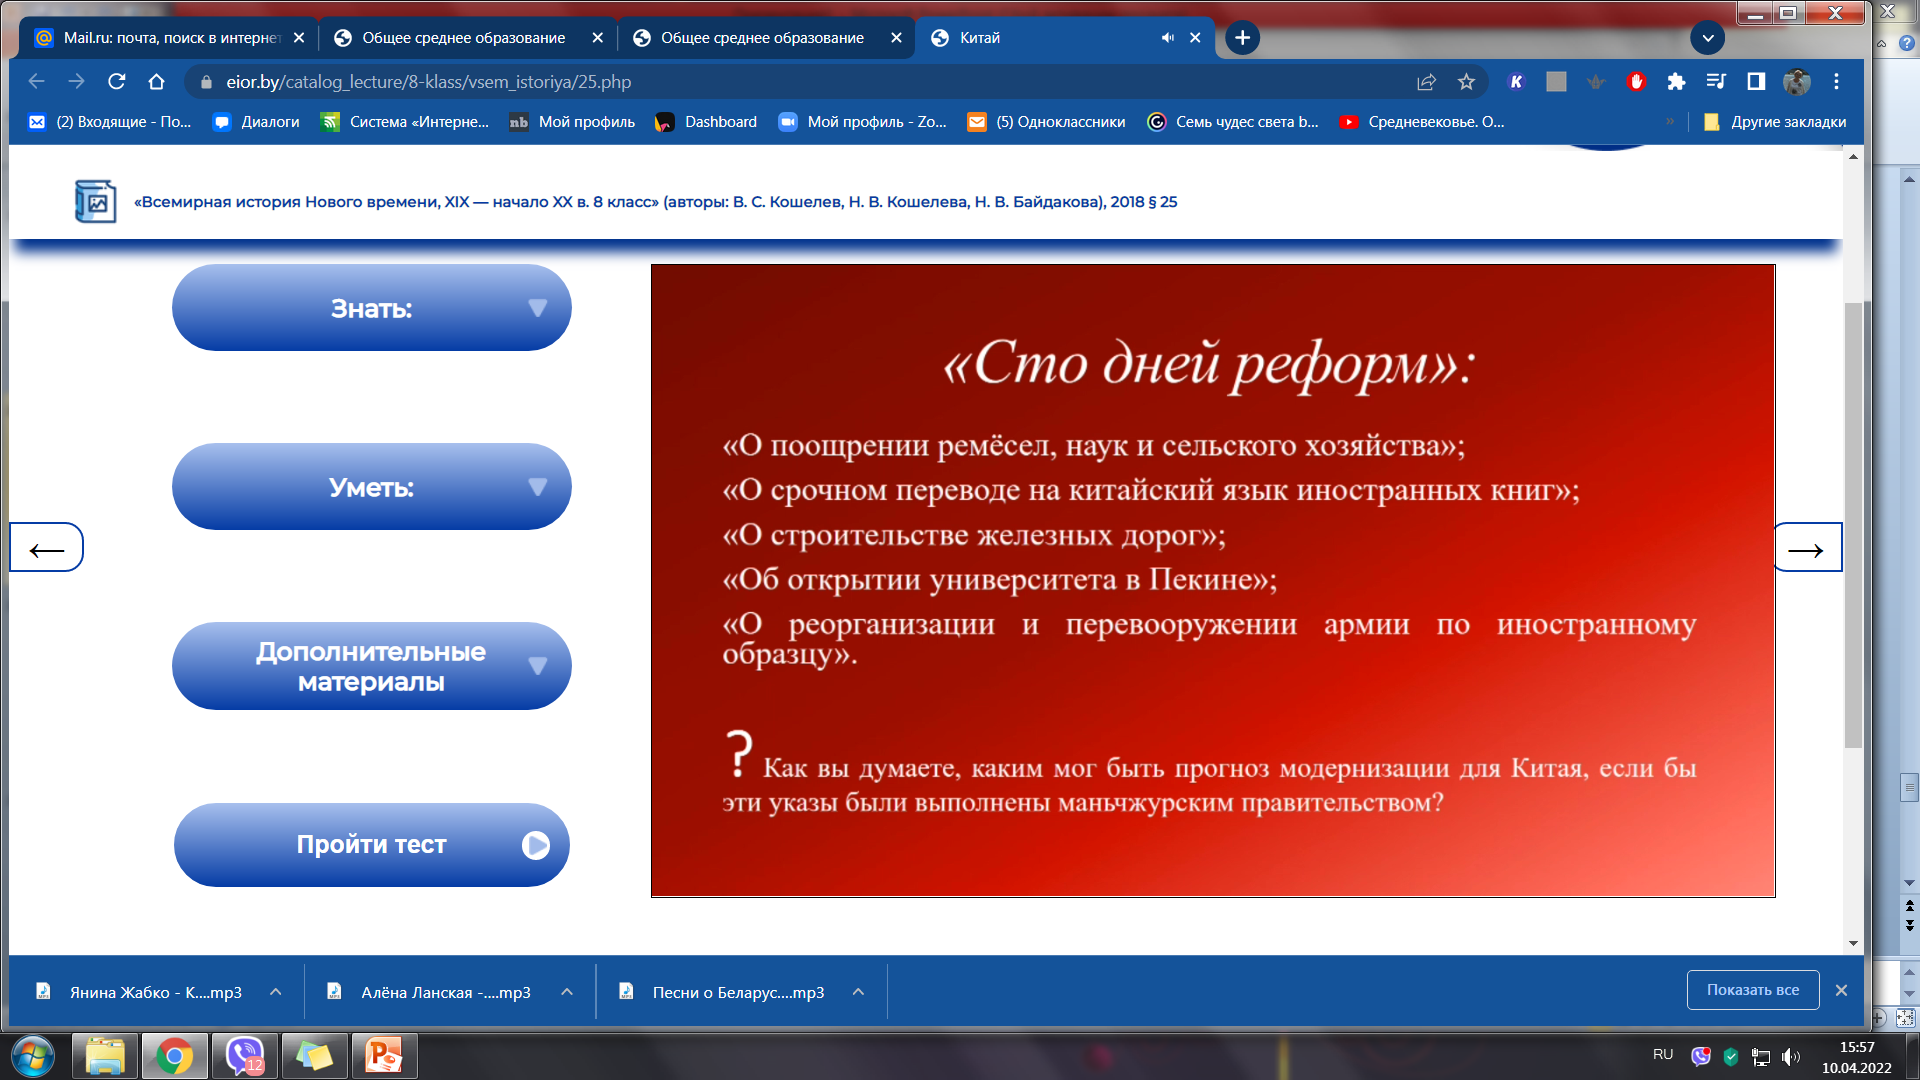 Mail.ru: почта, поиск в интернет
Общее среднее образование
Общее среднее образование
Китай
eior.by/catalog_lecture/8-klass/vsem_istoriya/25.php
(2) Входящие - По...
Диалоги
Система «Интерне...
nb Мой профиль
Dashboard
Мой профиль - Zo...
(5) Одноклассники
Семь чудес света b...
Средневековье. О...
» Другие закладки
«Всемирная история Нового времени, XIX — начало XX в. 8 класс» (авторы: В. С. Кошелев, Н. В. Кошелева, Н. В. Байдакова), 2018 § 25
Знать:
Уметь:
Дополнительные
материалы
Пройти тест
←
→
«Сто дней реформ»:
«О поощрении ремёсел, наук и сельского хозяйства»;
«О срочном переводе на китайский язык иностранных книг»;
«О строительстве железных дорог»;
«Об открытии университета в Пекине»;
«О реорганизации и перевооружении армии по иностранному
образцу».
? Как вы думаете, каким мог быть прогноз модернизации для Китая, если бы
эти указы были выполнены маньчжурским правительством?
Янина Жабко - К....mp3
Алёна Ланская -....mp3
Песни о Беларус....mp3
Показать все
12
RU
15:57
10.04.2022